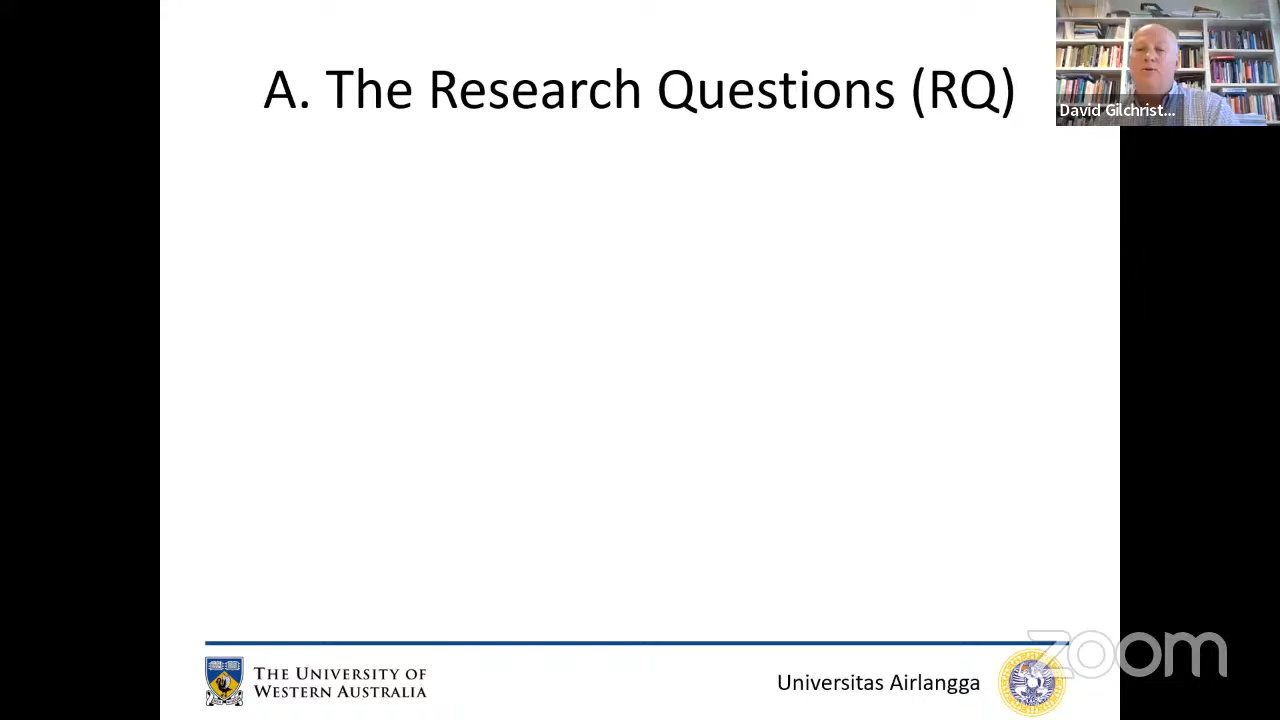 A. The Research Questions (RQ)
David Gilchrist...
THE UNIVERSITY OF
WESTERN AUSTRALIA
Universitas Airlangga
zoom